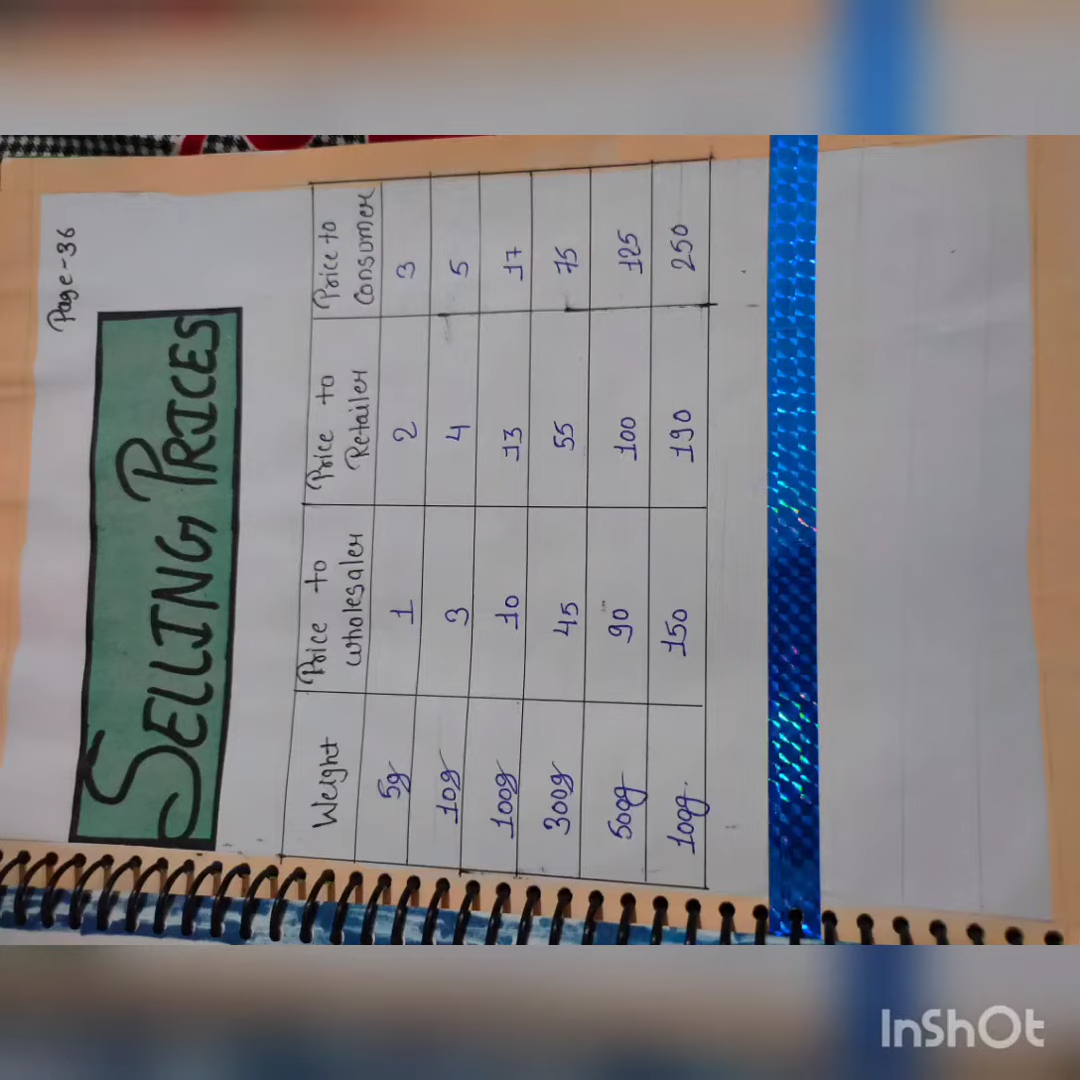 Page-36
SELLING PRICES
Weight Price to Wholesaler Price to Retailer Price to Consumer
5g 1 2 3
10g 3 4 5
100g 10 13 17
300g 45 55 75
500g 90 100 125
100g. 150 190 250
InShOt